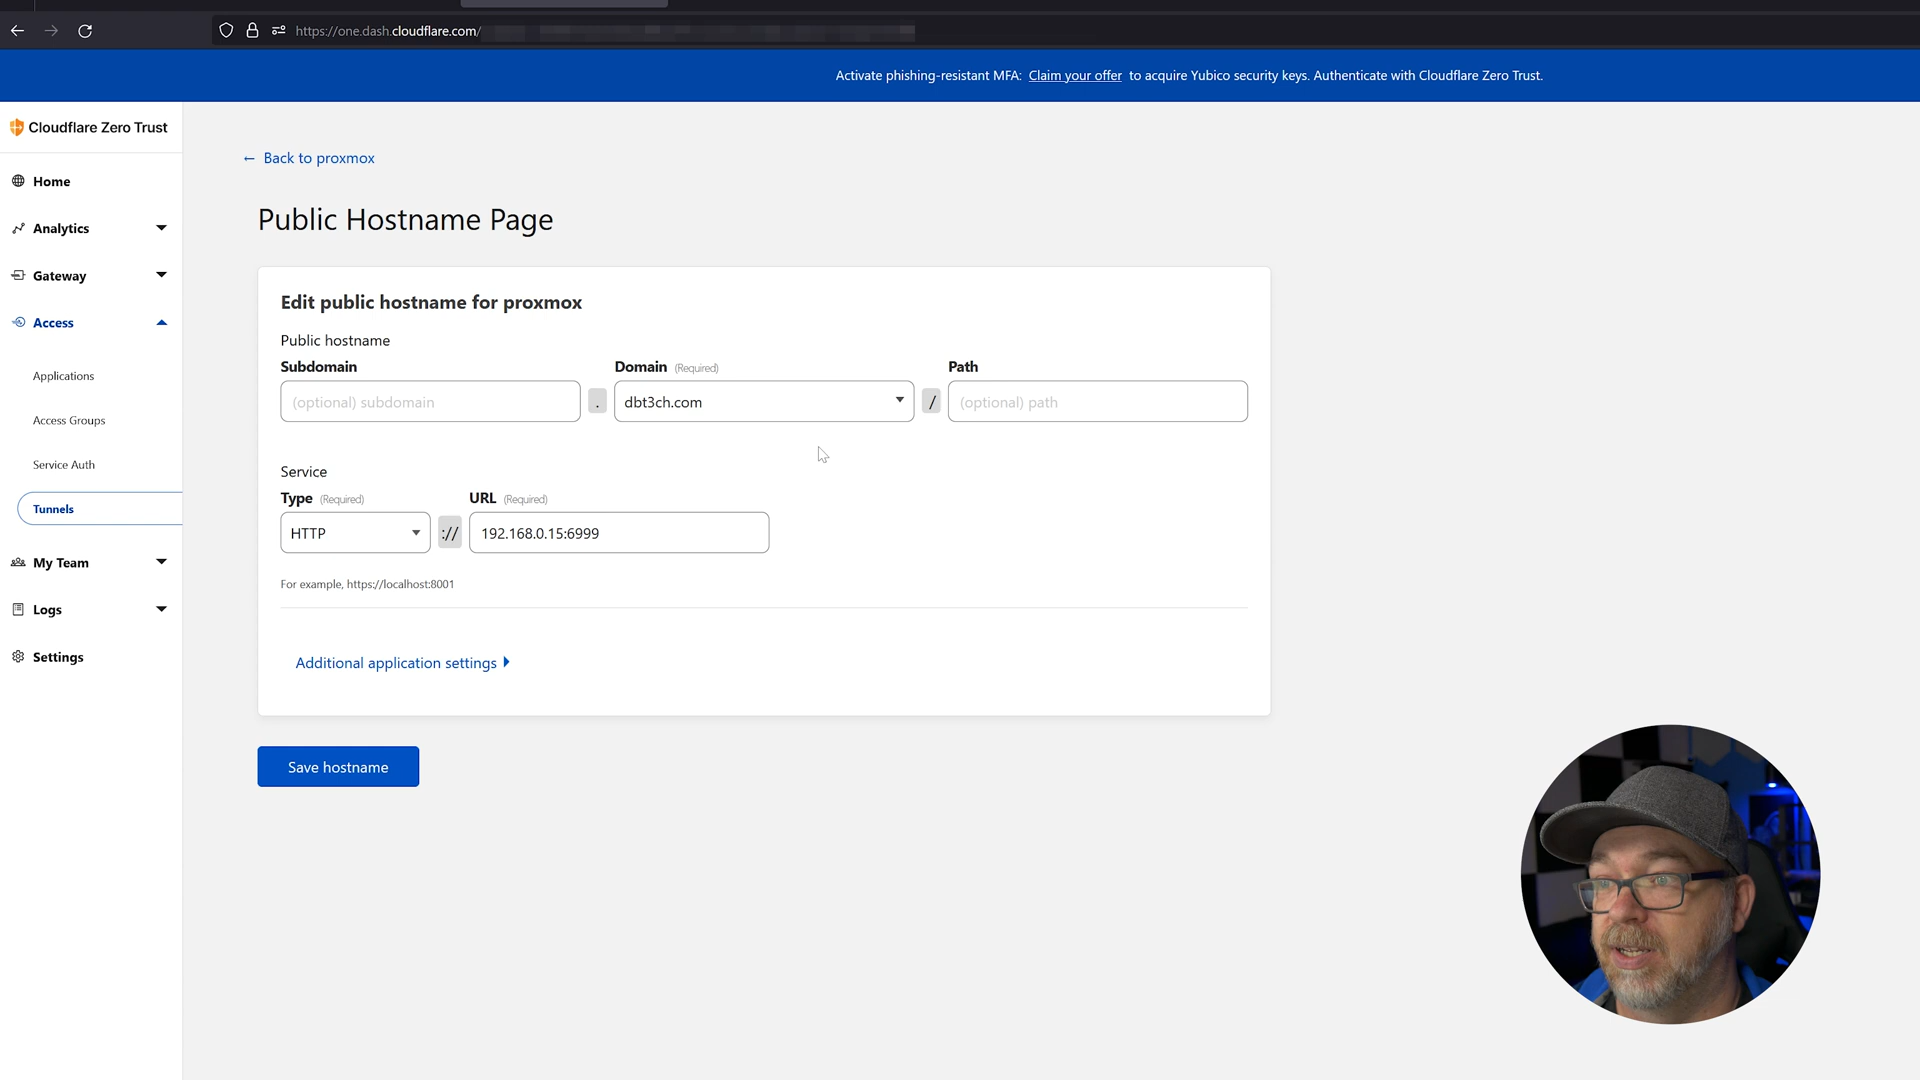 https://one.dash.cloudflare.com/
Activate phishing-resistant MFA: Claim your offer to acquire Yubico security keys. Authenticate with Cloudflare Zero Trust.
Cloudflare Zero Trust
Home
Analytics
Gateway
Access
Applications
Access Groups
Service Auth
Tunnels
My Team
Logs
Settings
← Back to proxmox
Public Hostname Page
Edit public hostname for proxmox
Public hostname
Subdomain Domain (Required) Path
(optional) subdomain . dbt3ch.com / (optional) path
Service
Type (Required) URL (Required)
HTTP :// 192.168.0.15:6999
For example, https://localhost:8001
Additional application settings
Save hostname